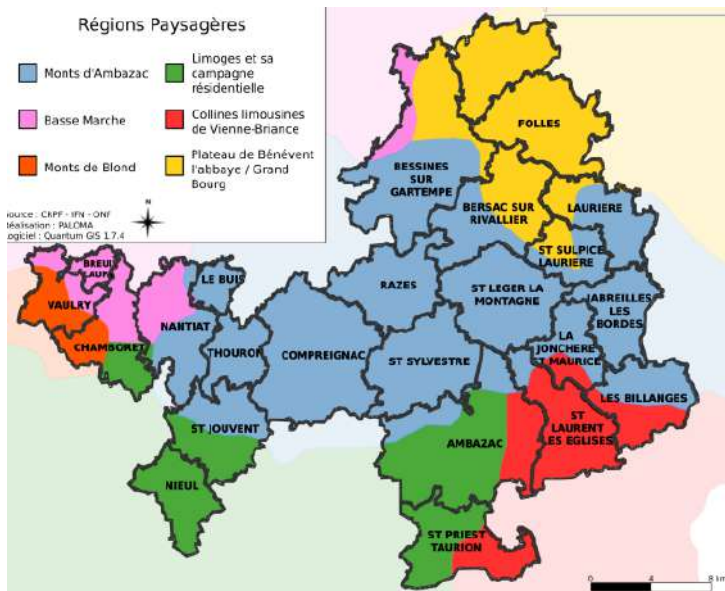 Régions Paysagères
Monts d'Ambazac
Limoges et sa
campagne
résidentielle
Basse Marche
Collines limousines
de Vienne-Briance
Monts de Blond
Plateau de Bénévent
l'abbaye / Grand
Bourg
N
source : CRPF - IFN - ONF
Réalisation : PALOMA
Logiciel : Quantum GIS 1.7.4
FOLLES
BESSINES
SUR
GARTEMPE
BERSAC SUR
RIVALLIER
LAURIERE
ST SULPICE
LAURIERE
BREUIL
LE BUIS
RAZES
ST LEGER LA
MONTAGNE
JABREILLES
LES
BORDES
VAULRY
NANTIAT
CHAMBORET
THOURON
COMPREIGNAC
ST SYLVESTRE
LA
JONCHERE
ST MAURICE
LES BILLANGES
ST JOUVENT
AMBAZAC
ST
LAURENT
LES EGLISES
NIEUL
ST PRIEST
TAURION
0 4 8 km